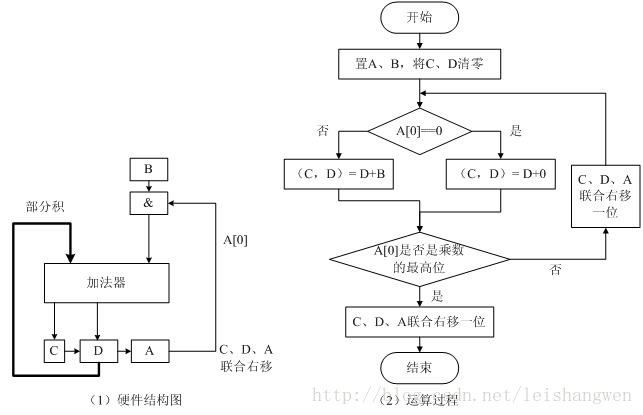 B
&
部分积
A[0]
加法器
C
D
A
C、D、A
联合右移
（1）硬件结构图
开始
置A、B，将C、D清零
A[0]==0
否
是
（C，D）= D+B
（C，D）= D+0
C、D、A
联合右移
一位
A[0]是否是乘数
的最高位
否
是
C、D、A联合右移一位
结束
（2）运算过程
http://blog.csdn.net/leishangwen